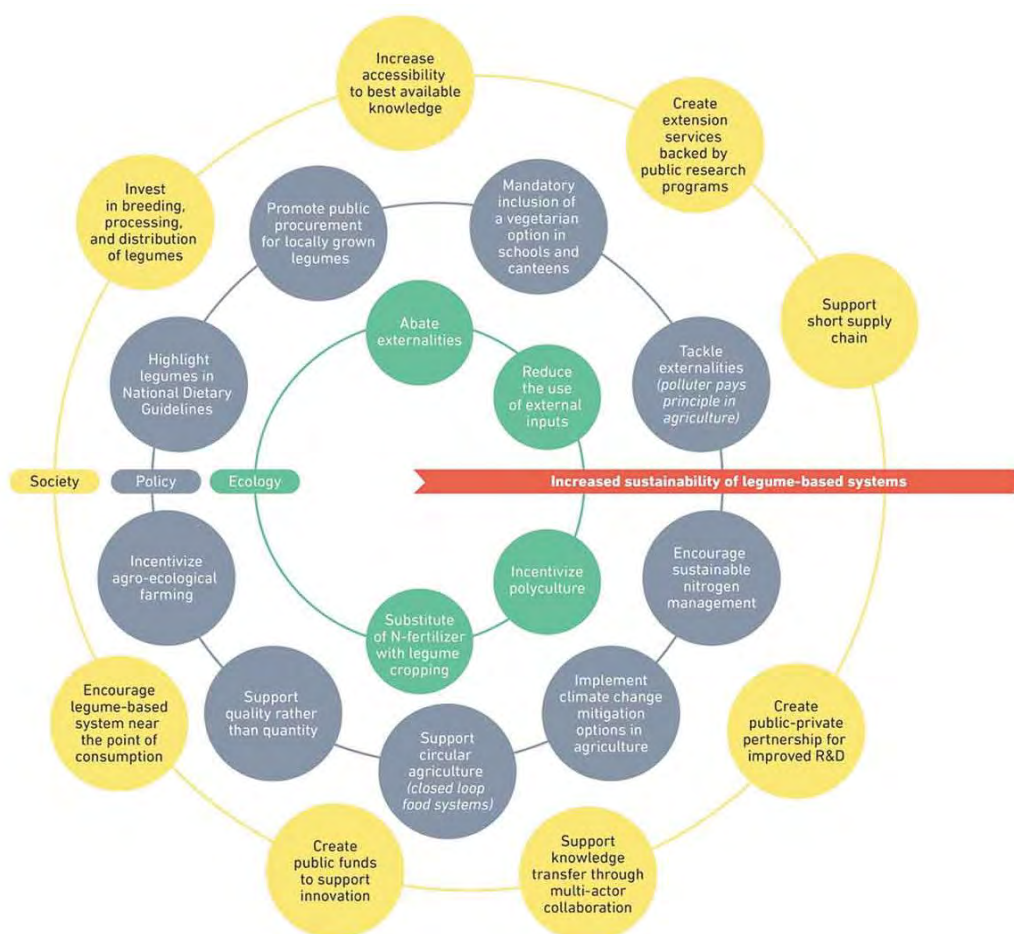 Increase
accessibility
to best available
knowledge
Create
extension
services
backed by
public research
programs
Invest
in breeding,
processing,
and distribution
of legumes
Promote public
procurement
for locally grown
legumes
Mandatory
inclusion of
a vegetarian
option in
schools and
canteens
Support
short supply
chain
Abate
externalities
Highlight
legumes in
National Dietary
Guidelines
Reduce
the use
of external
inputs
Tackle
externalities
(polluter pays
principle in
agriculture)
Society
Policy
Ecology
Increased sustainability of legume-based systems
Incentivize
agro-ecological
farming
Incentivize
polyculture
Encourage
sustainable
nitrogen
management
Substitute
of N-fertilizer
with legume
cropping
Encourage
legume-based
system near
the point of
consumption
Support
quality rather
than quantity
Implement
climate change
mitigation
options in
agriculture
Create
public-private
pertnership for
improved R&D
Support
circular
agriculture
(closed loop
food systems)
Create
public funds
to support
innovation
Support
knowledge
transfer through
multi-actor
collaboration